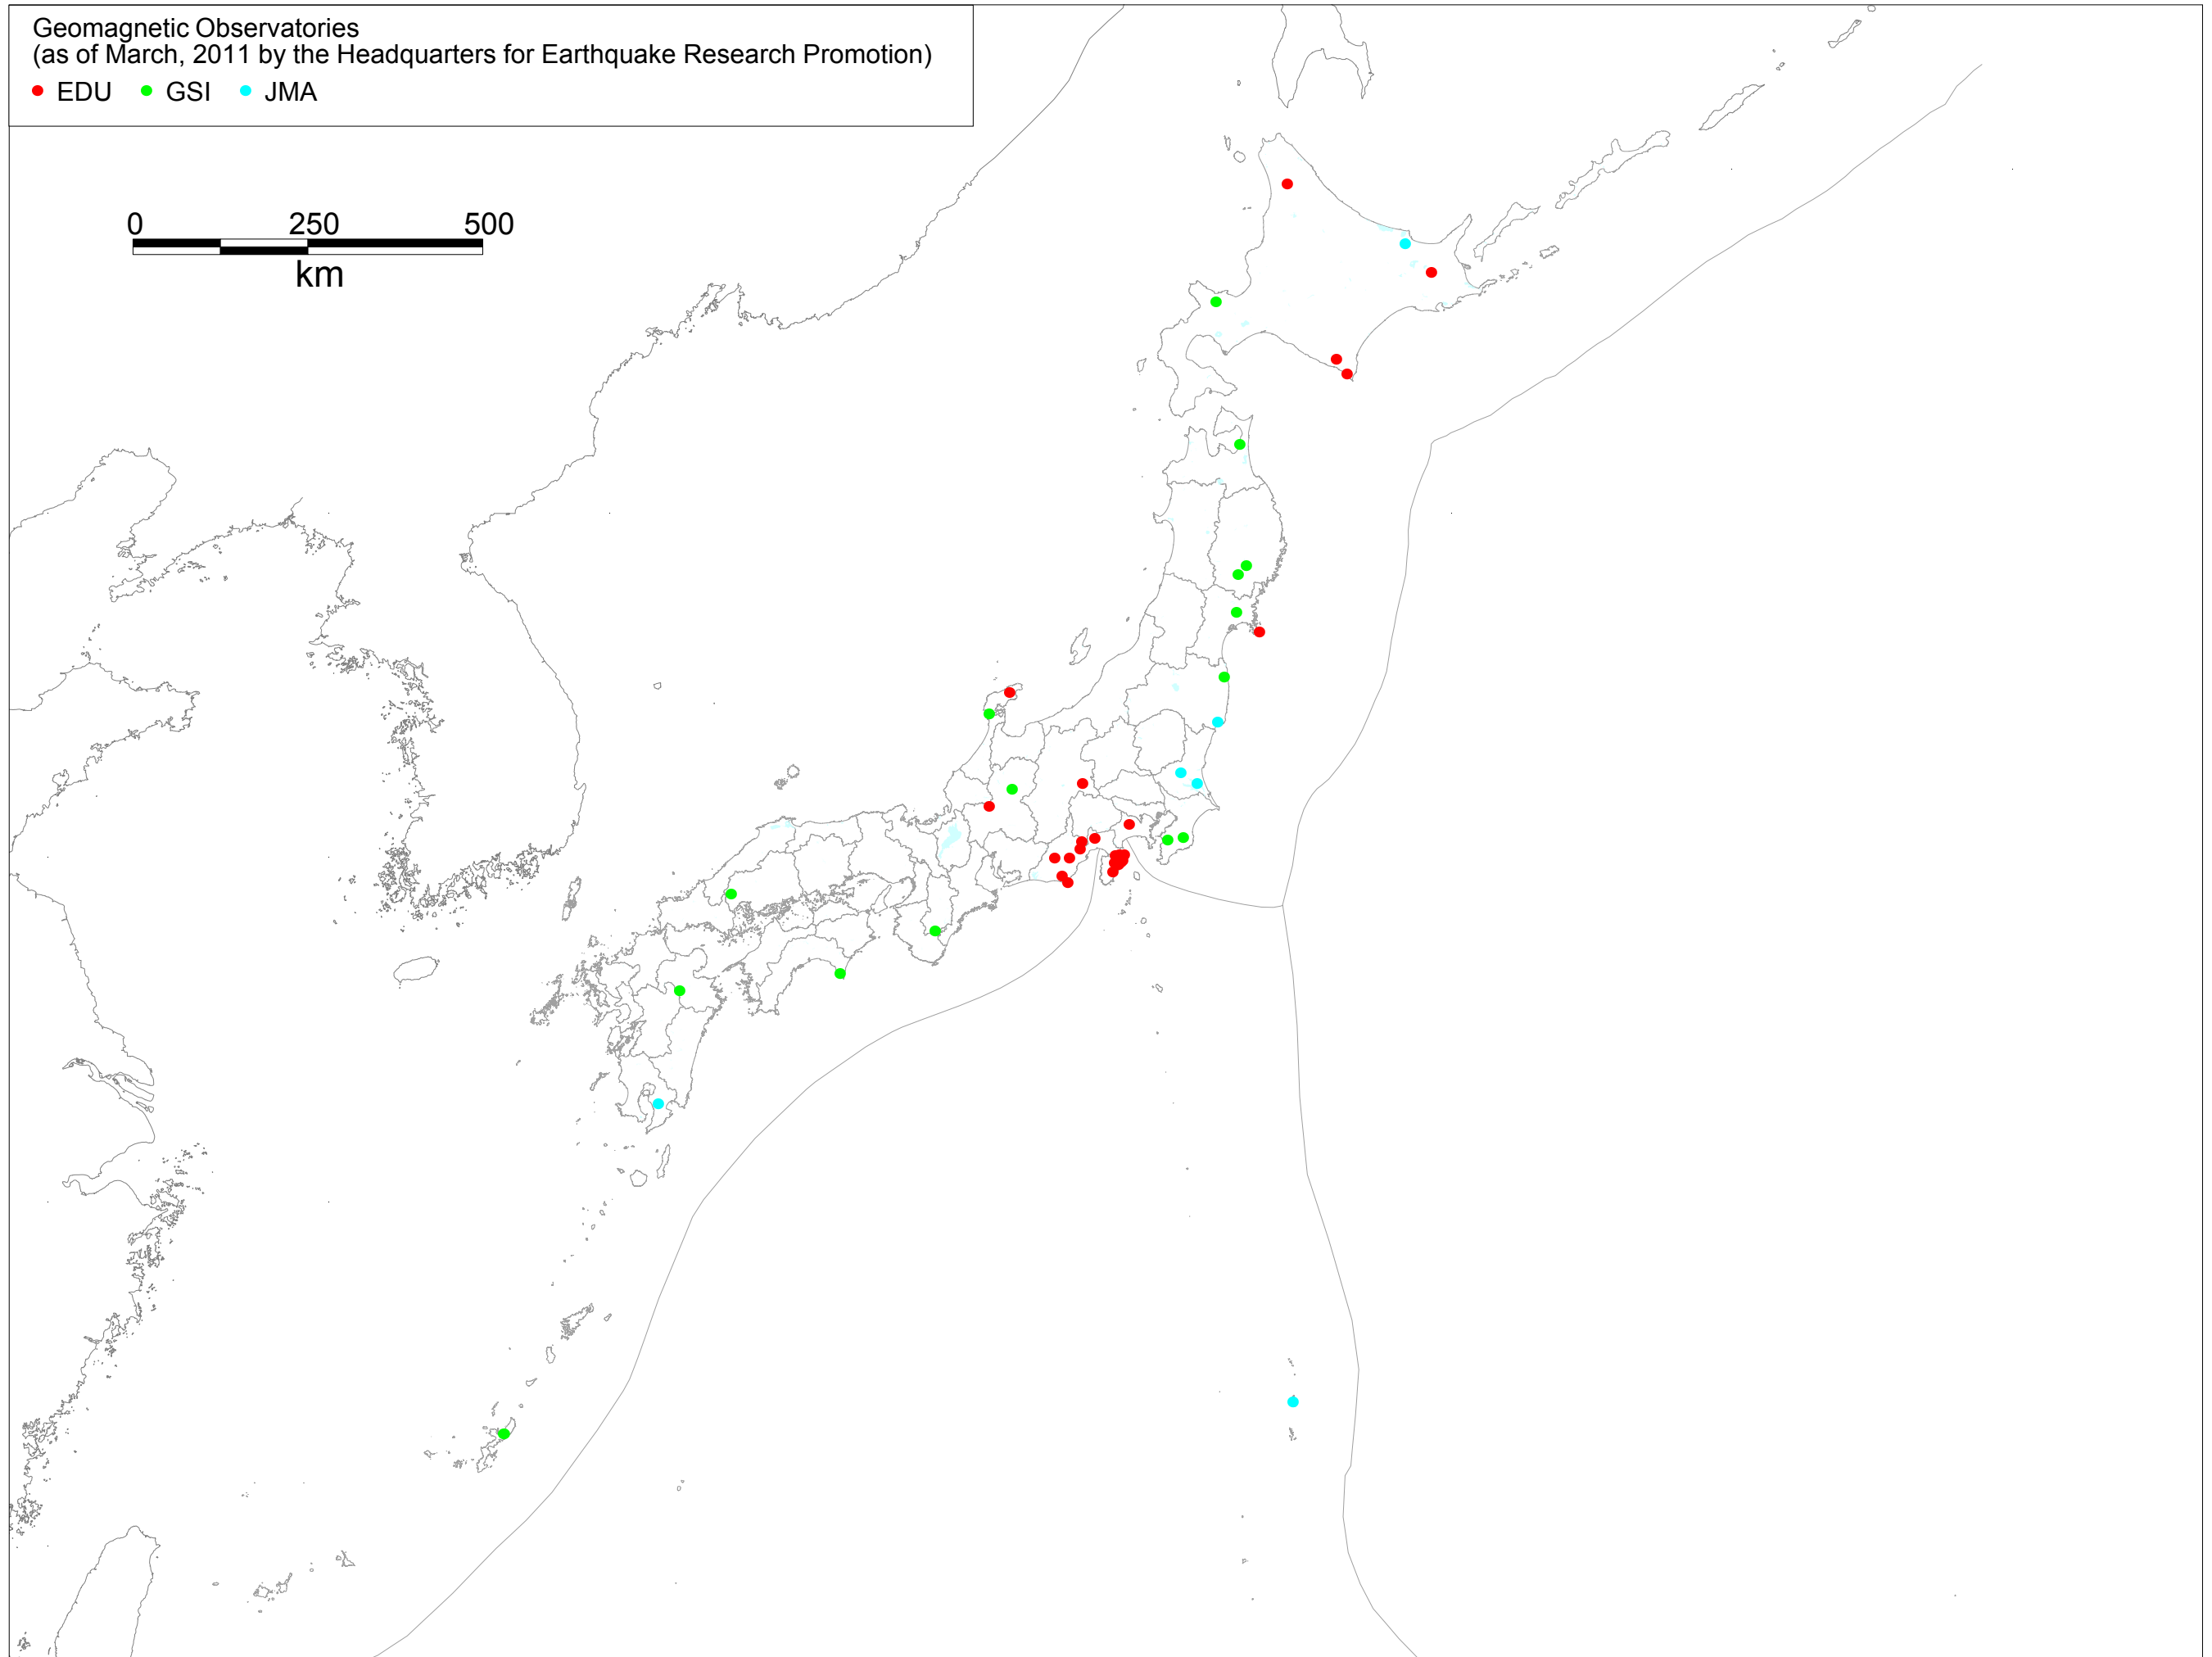 Geomagnetic Observatories
(as of March, 2011 by the Headquarters for Earthquake Research Promotion)
EDU GSI JMA
0 250 500
km